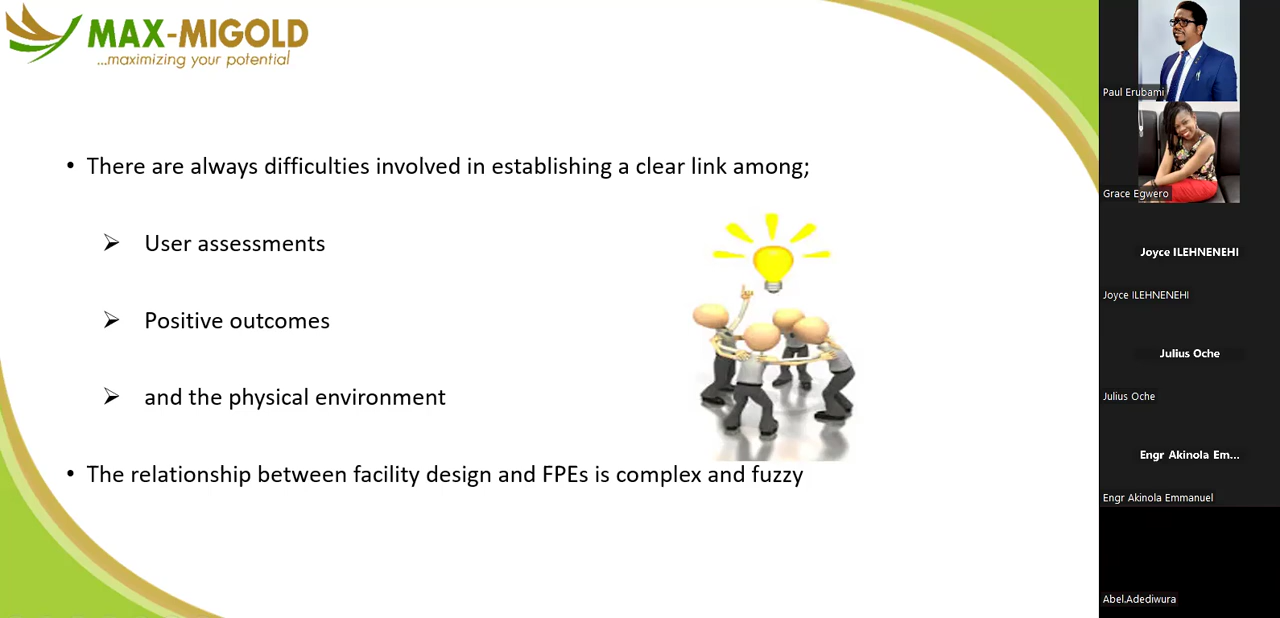 MAX-MIGOLD
...maximizing your potential
• There are always difficulties involved in establishing a clear link among;
➢ User assessments
➢ Positive outcomes
➢ and the physical environment
• The relationship between facility design and FPEs is complex and fuzzy
Paul Erubami
Grace Egwero
Joyce ILEHNENEHI
Joyce ILEHNENEHI
Julius Oche
Julius Oche
Engr Akinola Em...
Engr Akinola Emmanuel
Abel.Adediwura